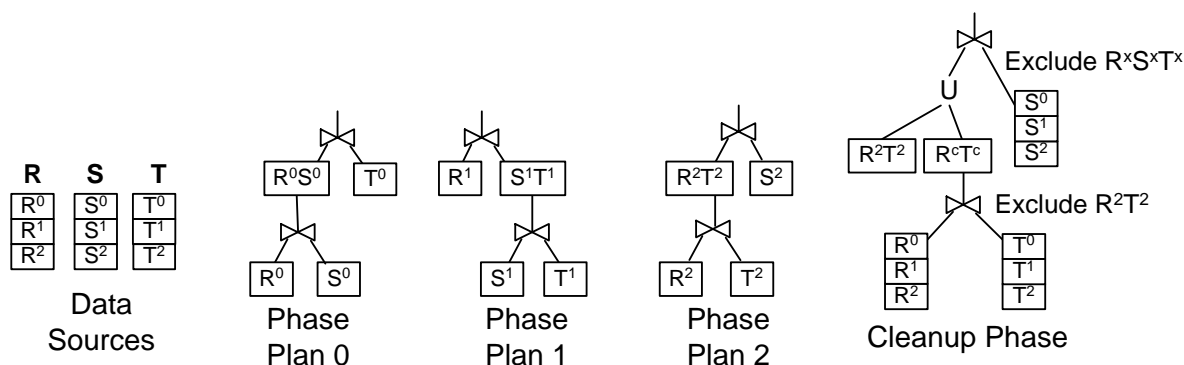 R S T
R⁰ S⁰ T⁰
R¹ S¹ T¹
R² S² T²
Data
Sources
R⁰S⁰ T⁰
R⁰ S⁰
Phase
Plan 0
R¹ S¹T¹
S¹ T¹
Phase
Plan 1
R²T² S²
R² T²
Phase
Plan 2
Exclude RˣSˣTˣ
U
S⁰
S¹
S²
R²T² RᶜTᶜ
Exclude R²T²
R⁰ T⁰
R¹ T¹
R² T²
Cleanup Phase